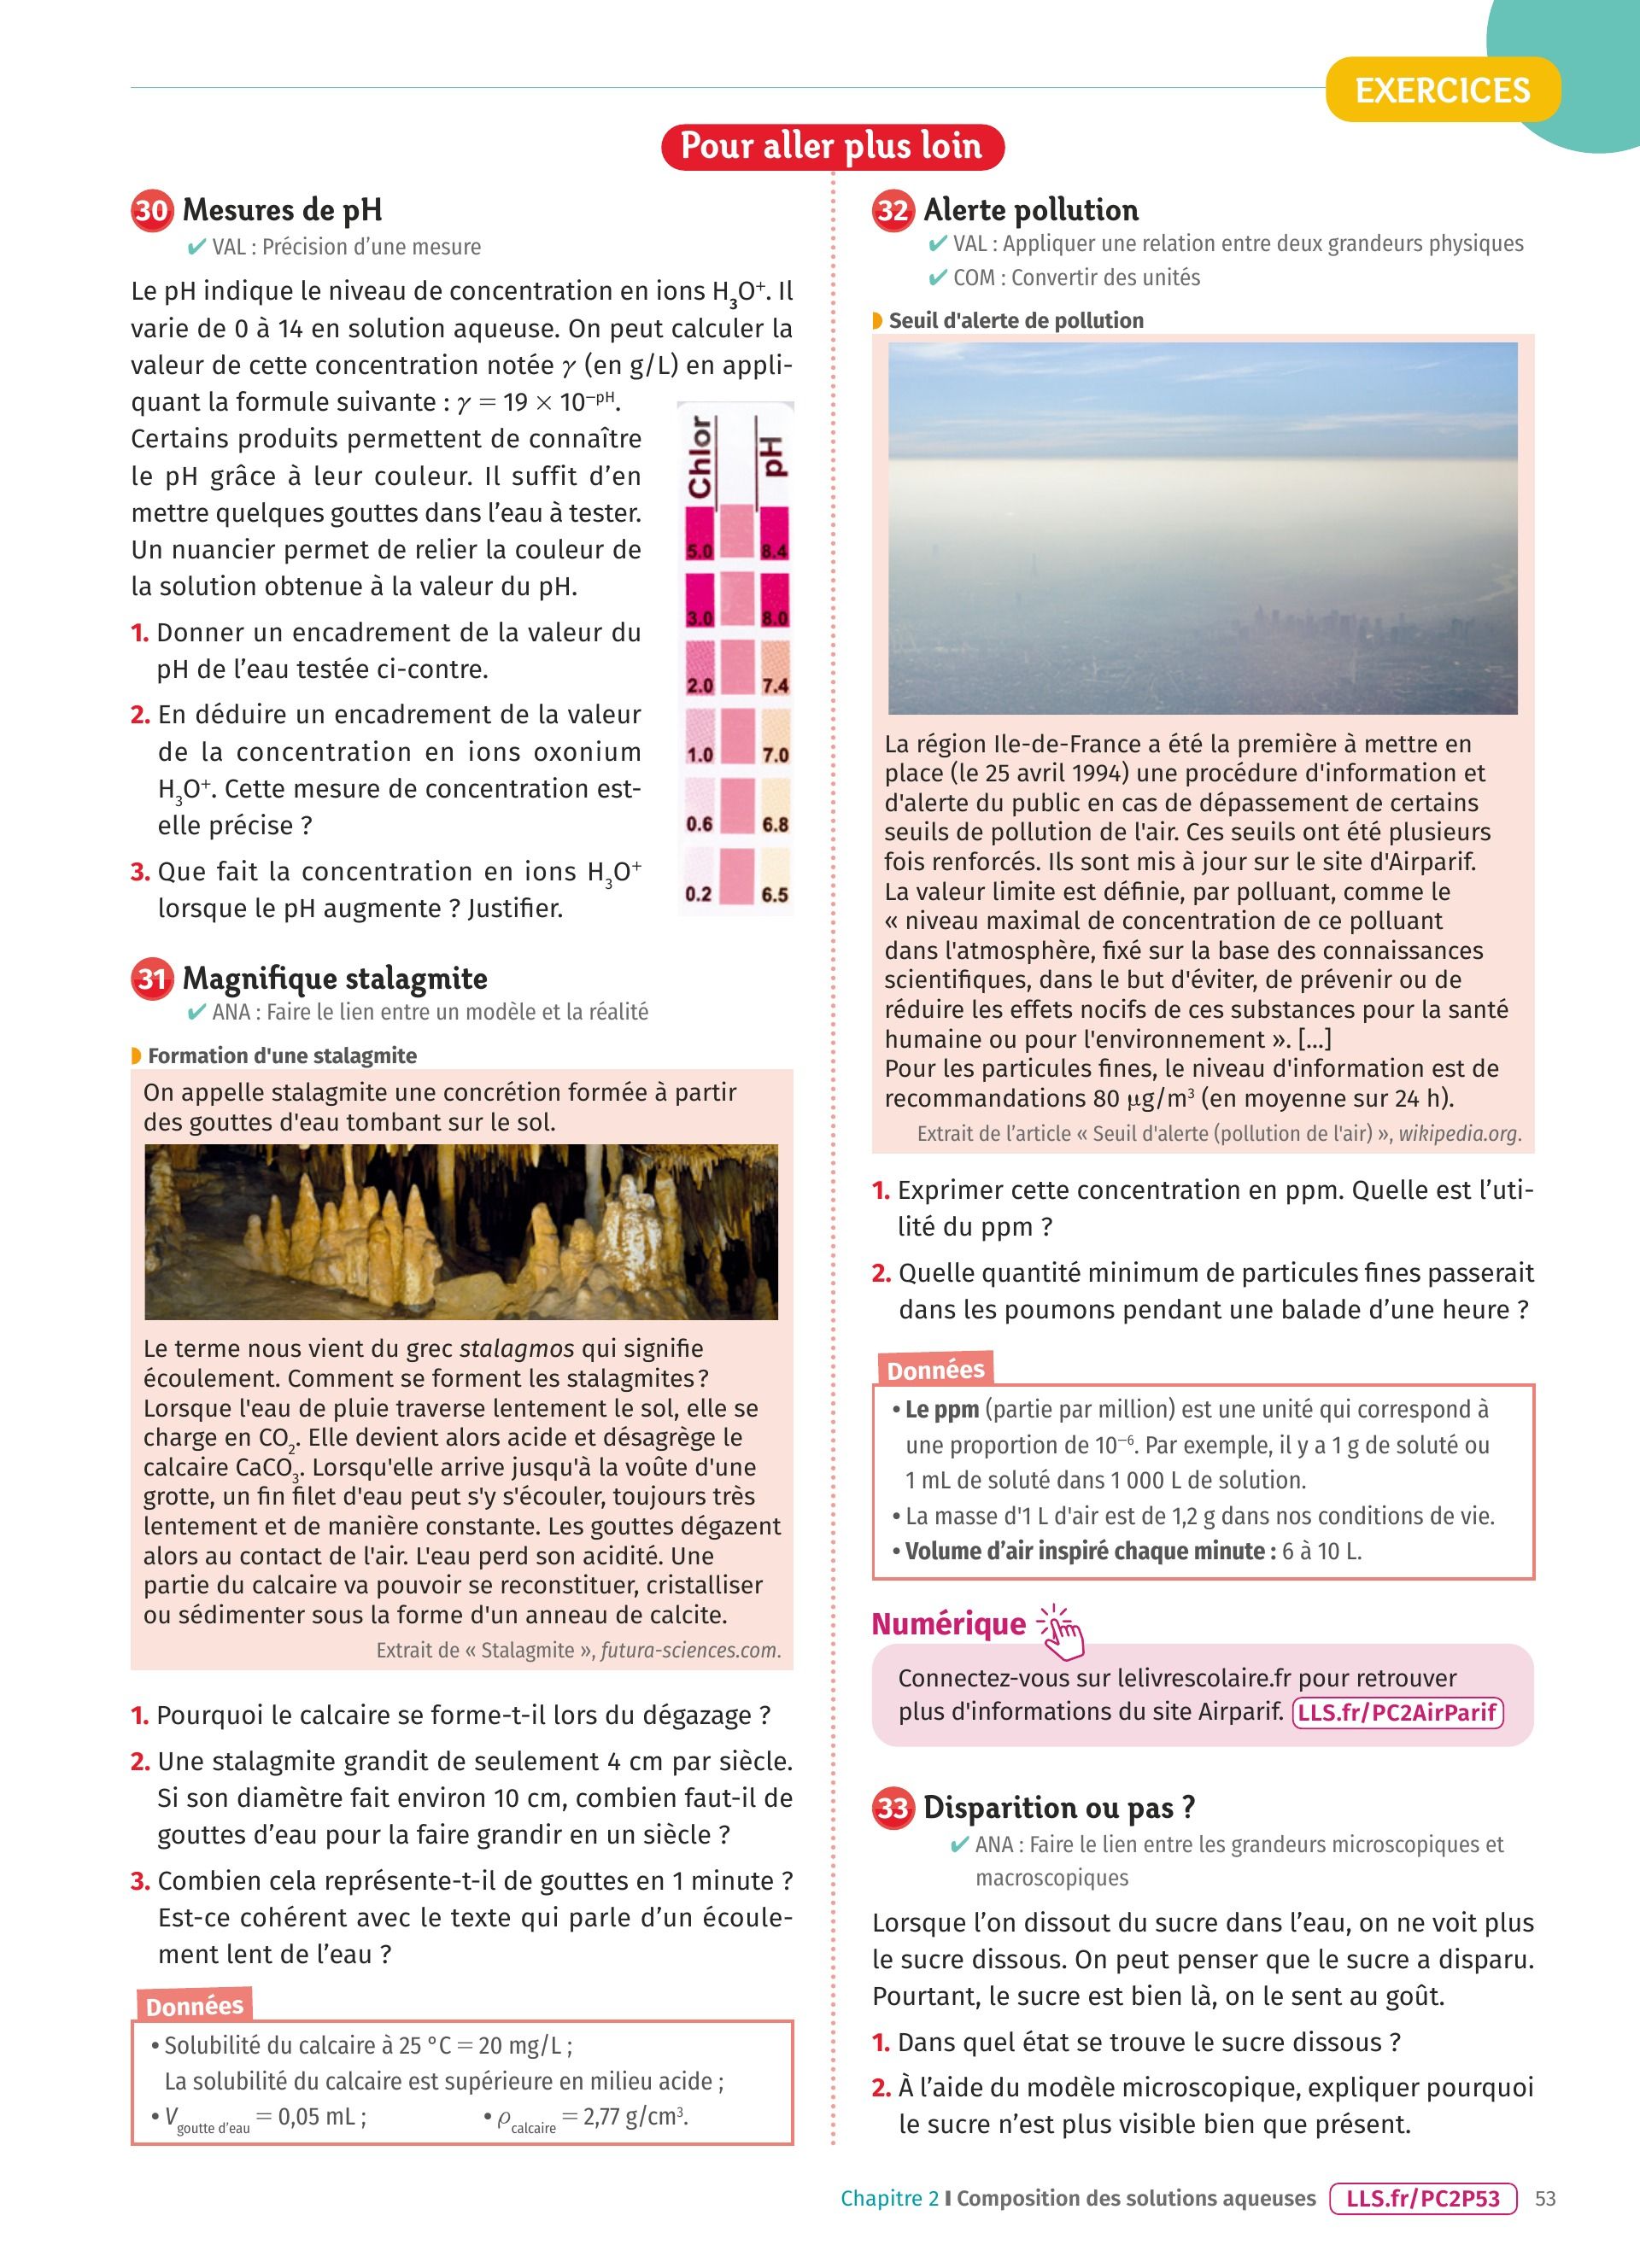 EXERCICES
Pour aller plus loin
30 Mesures de pH
✔ VAL : Précision d’une mesure
Le pH indique le niveau de concentration en ions H₃O⁺. Il
varie de 0 à 14 en solution aqueuse. On peut calculer la
valeur de cette concentration notée γ (en g/L) en appli-
quant la formule suivante : γ = 19 × 10⁻ᵖᴴ.
Certains produits permettent de connaître
le pH grâce à leur couleur. Il suffit d’en
mettre quelques gouttes dans l’eau à tester.
Un nuancier permet de relier la couleur de
la solution obtenue à la valeur du pH.
1. Donner un encadrement de la valeur du
pH de l’eau testée ci-contre.
2. En déduire un encadrement de la valeur
de la concentration en ions oxonium
H₃O⁺. Cette mesure de concentration est-
elle précise ?
3. Que fait la concentration en ions H₃O⁺
lorsque le pH augmente ? Justifier.
Chlor pH
5.0 8.4
3.0 8.0
2.0 7.4
1.0 7.0
0.6 6.8
0.2 6.5
31 Magnifique stalagmite
✔ ANA : Faire le lien entre un modèle et la réalité
Formation d'une stalagmite
On appelle stalagmite une concrétion formée à partir
des gouttes d'eau tombant sur le sol.
Le terme nous vient du grec stalagmos qui signifie
écoulement. Comment se forment les stalagmites ?
Lorsque l'eau de pluie traverse lentement le sol, elle se
charge en CO₂. Elle devient alors acide et désagrège le
calcaire CaCO₃. Lorsqu'elle arrive jusqu'à la voûte d'une
grotte, un fin filet d'eau peut s'y s'écouler, toujours très
lentement et de manière constante. Les gouttes dégazent
alors au contact de l'air. L'eau perd son acidité. Une
partie du calcaire va pouvoir se reconstituer, cristalliser
ou sédimenter sous la forme d'un anneau de calcite.
Extrait de « Stalagmite », futura-sciences.com.
1. Pourquoi le calcaire se forme-t-il lors du dégazage ?
2. Une stalagmite grandit de seulement 4 cm par siècle.
Si son diamètre fait environ 10 cm, combien faut-il de
gouttes d’eau pour la faire grandir en un siècle ?
3. Combien cela représente-t-il de gouttes en 1 minute ?
Est-ce cohérent avec le texte qui parle d’un écoule-
ment lent de l’eau ?
Données
• Solubilité du calcaire à 25 °C = 20 mg/L ;
La solubilité du calcaire est supérieure en milieu acide ;
• V goutte d’eau = 0,05 mL ; • ρ calcaire = 2,77 g/cm³.
32 Alerte pollution
✔ VAL : Appliquer une relation entre deux grandeurs physiques
✔ COM : Convertir des unités
Seuil d'alerte de pollution
La région Ile-de-France a été la première à mettre en
place (le 25 avril 1994) une procédure d'information et
d'alerte du public en cas de dépassement de certains
seuils de pollution de l'air. Ces seuils ont été plusieurs
fois renforcés. Ils sont mis à jour sur le site d'Airparif.
La valeur limite est définie, par polluant, comme le
« niveau maximal de concentration de ce polluant
dans l'atmosphère, fixé sur la base des connaissances
scientifiques, dans le but d'éviter, de prévenir ou de
réduire les effets nocifs de ces substances pour la santé
humaine ou pour l'environnement ». [...]
Pour les particules fines, le niveau d'information est de
recommandations 80 µg/m³ (en moyenne sur 24 h).
Extrait de l’article « Seuil d'alerte (pollution de l'air) », wikipedia.org.
1. Exprimer cette concentration en ppm. Quelle est l’uti-
lité du ppm ?
2. Quelle quantité minimum de particules fines passerait
dans les poumons pendant une balade d’une heure ?
Données
• Le ppm (partie par million) est une unité qui correspond à
une proportion de 10⁻⁶. Par exemple, il y a 1 g de soluté ou
1 mL de soluté dans 1 000 L de solution.
• La masse d'1 L d'air est de 1,2 g dans nos conditions de vie.
• Volume d’air inspiré chaque minute : 6 à 10 L.
Numérique
Connectez-vous sur lelivrescolaire.fr pour retrouver
plus d'informations du site Airparif. LLS.fr/PC2AirParif
33 Disparition ou pas ?
✔ ANA : Faire le lien entre les grandeurs microscopiques et
macroscopiques
Lorsque l’on dissout du sucre dans l’eau, on ne voit plus
le sucre dissous. On peut penser que le sucre a disparu.
Pourtant, le sucre est bien là, on le sent au goût.
1. Dans quel état se trouve le sucre dissous ?
2. À l’aide du modèle microscopique, expliquer pourquoi
le sucre n’est plus visible bien que présent.
Chapitre 2 I Composition des solutions aqueuses LLS.fr/PC2P53 53